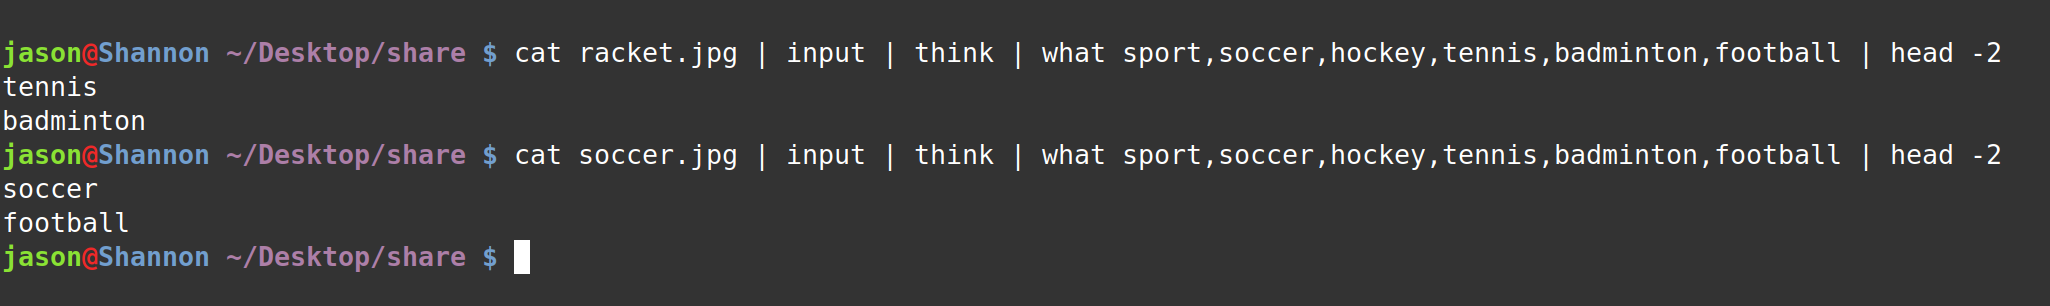 jason@Shannon ~/Desktop/share $ cat racket.jpg | input | think | what sport,soccer,hockey,tennis,badminton,football | head -2
tennis
badminton
jason@Shannon ~/Desktop/share $ cat soccer.jpg | input | think | what sport,soccer,hockey,tennis,badminton,football | head -2
soccer
football
jason@Shannon ~/Desktop/share $